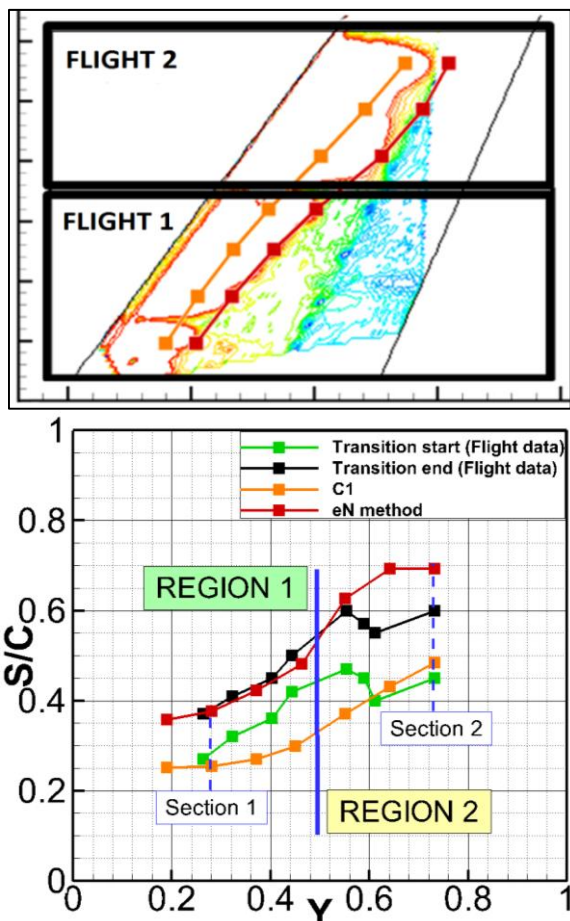 FLIGHT 2
FLIGHT 1
Transition start (Flight data)
Transition end (Flight data)
C1
eN method
1
0.8
0.6
0.4
0.2
0
S/C
REGION 1
Section 2
Section 1
REGION 2
0
0.2
0.4
0.6
0.8
1
Y